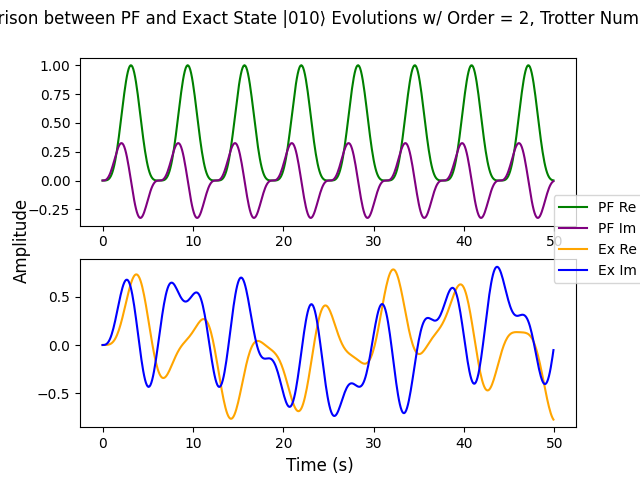 rison between PF and Exact State |010⟩ Evolutions w/ Order = 2, Trotter Num
1.00
0.75
0.50
0.25
0.00
−0.25
0 10 20 30 40 50
PF Re
PF Im
Ex Re
Ex Im
Amplitude
0.5
0.0
−0.5
0 10 20 30 40 50
Time (s)